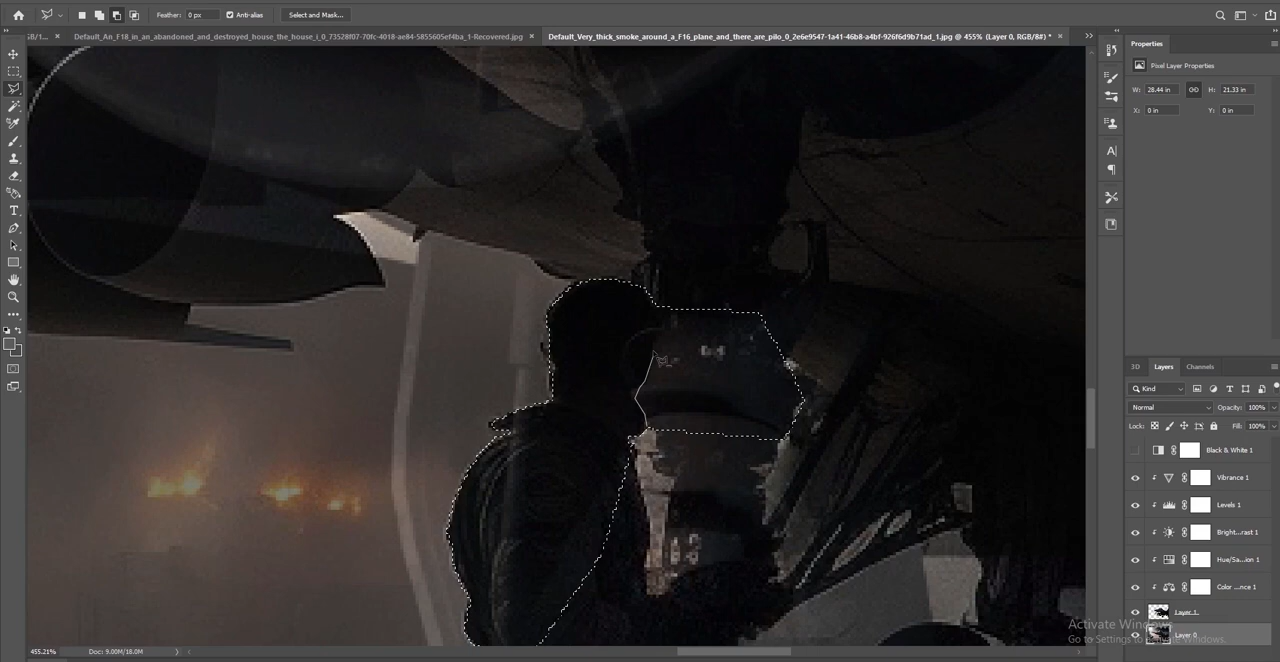 Feather: 0 px Anti-alias Select and Mask...
GB/1... × Default_An_F18_in_an_abandoned_and_destroyed_house_the_house_i_0_73528f07-70fc-4018-ae84-5855605ef4ba_1-Recovered.jpg × Default_Very_thick_smoke_around_a_F16_plane_and_there_are_pilo_0_2e6e9547-1a41-46b8-a4bf-926f6d9b71ad_1.jpg @ 455% (Layer 0, RGB/8#) * ×
Properties
Pixel Layer Properties
W: 28.44 in H: 21.33 in
X: 0 in Y: 0 in
3D Layers Channels
Kind
Normal Opacity: 100%
Lock: Fill: 100%
Black & White 1
Vibrance 1
Levels 1
Bright...rast 1
Hue/Sa...ion 1
Color ...nce 1
Layer 1
Layer 0
Activate Windows
Go to Settings to Activate Windows.
455.21% Doc: 9.00M/18.0M